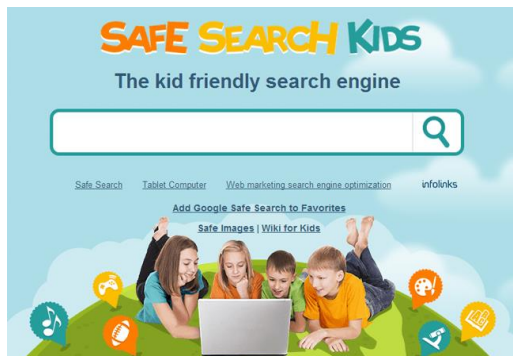 SAFE SEARCH KIDS
The kid friendly search engine
Safe Search Tablet Computer Web marketing search engine optimization infolinks
Add Google Safe Search to Favorites
Safe Images | Wiki for Kids